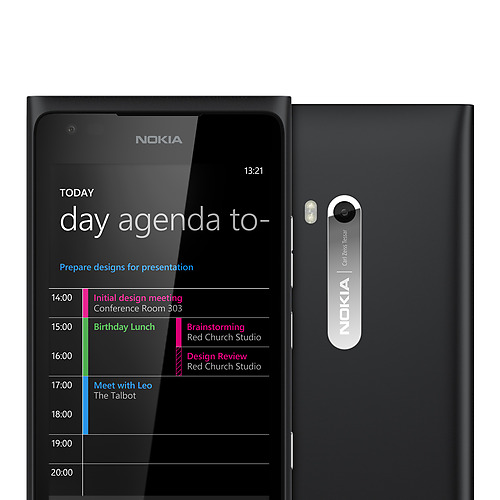 NOKIA
13:21
TODAY
day agenda to-
Prepare designs for presentation
14:00
Initial design meeting
Conference Room 303
15:00
Birthday Lunch
Brainstorming
Red Church Studio
16:00
Design Review
Red Church Studio
17:00
Meet with Leo
The Talbot
18:00
19:00
20:00
NOKIA
Carl Zeiss Tessar